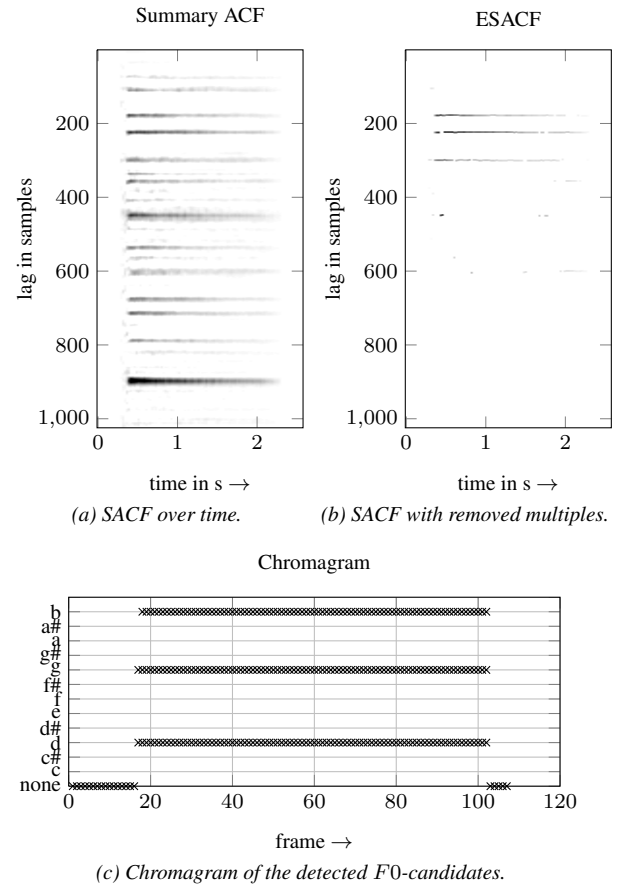 Summary ACF
ESACF
200
400
600
800
1,000
lag in samples
0 1 2
time in s →
200
400
600
800
1,000
lag in samples
0 1 2
time in s →
(a) SACF over time.
(b) SACF with removed multiples.
Chromagram
b
a#
a
g#
g
f#
f
e
d#
d
c#
c
none
0 20 40 60 80 100 120
frame →
(c) Chromagram of the detected F0-candidates.